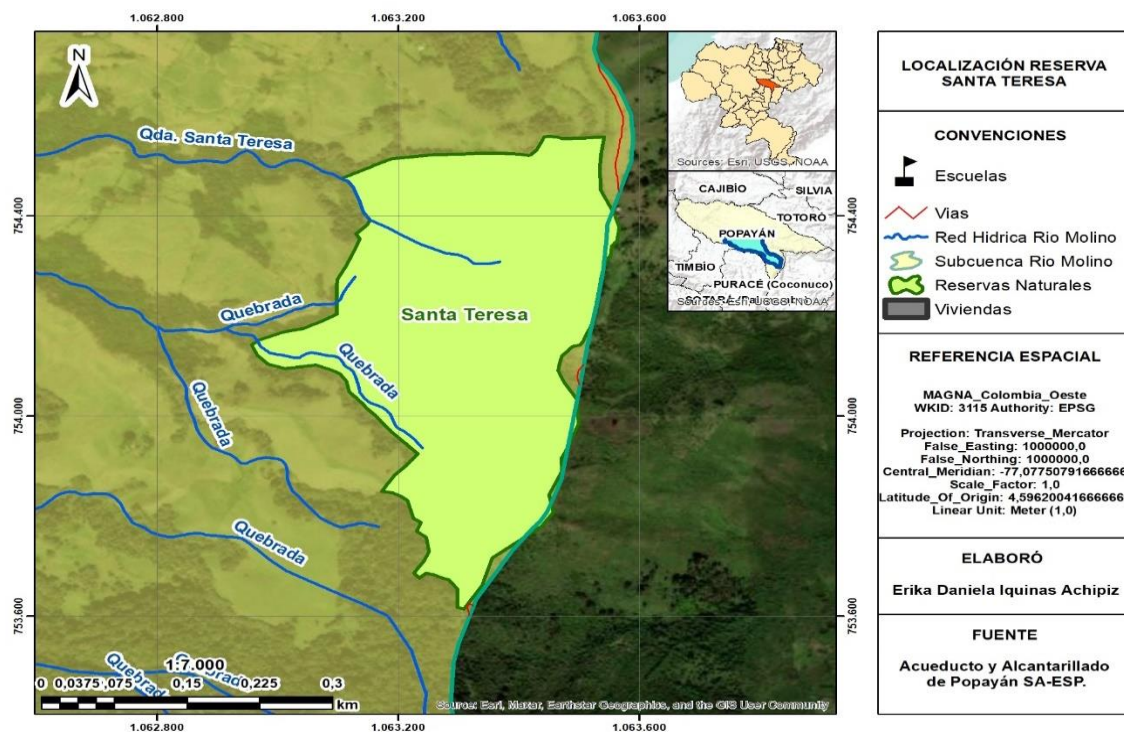 1.062.800 1.063.200 1.063.600
N
Qda. Santa Teresa
Quebrada
Santa Teresa
Quebrada
Quebrada
Quebrada
Quebrada
Quebrad
1:7.000
0 0,0375 ,075 0,15 0,225 0,3
km
Source: Esri, Maxar, Earthstar Geographics, and the GIS User Community
754.400
754.000
753.600
754.400
754.000
753.600
1.062.800 1.063.200 1.063.600
Sources: Esri, USGS, NOAA
CAJIBÍO
SILVIA
TOTORÓ
POPAYÁN
TIMBÍO
PURACÉ (Coconuco)
LOCALIZACIÓN RESERVA
SANTA TERESA
CONVENCIONES
Escuelas
Vias
Red Hidrica Rio Molino
Subcuenca Rio Molino
Reservas Naturales
Viviendas
REFERENCIA ESPACIAL
MAGNA_Colombia_Oeste
WKID: 3115 Authority: EPSG
Projection: Transverse_Mercator
False_Easting: 1000000,0
False_Northing: 1000000,0
Central_Meridian: -77,07750791666666
Scale_Factor: 1,0
Latitude_Of_Origin: 4,59620041666666
Linear Unit: Meter (1,0)
ELABORÓ
Erika Daniela Iquinas Achipiz
FUENTE
Acueducto y Alcantarillado
de Popayán SA-ESP.